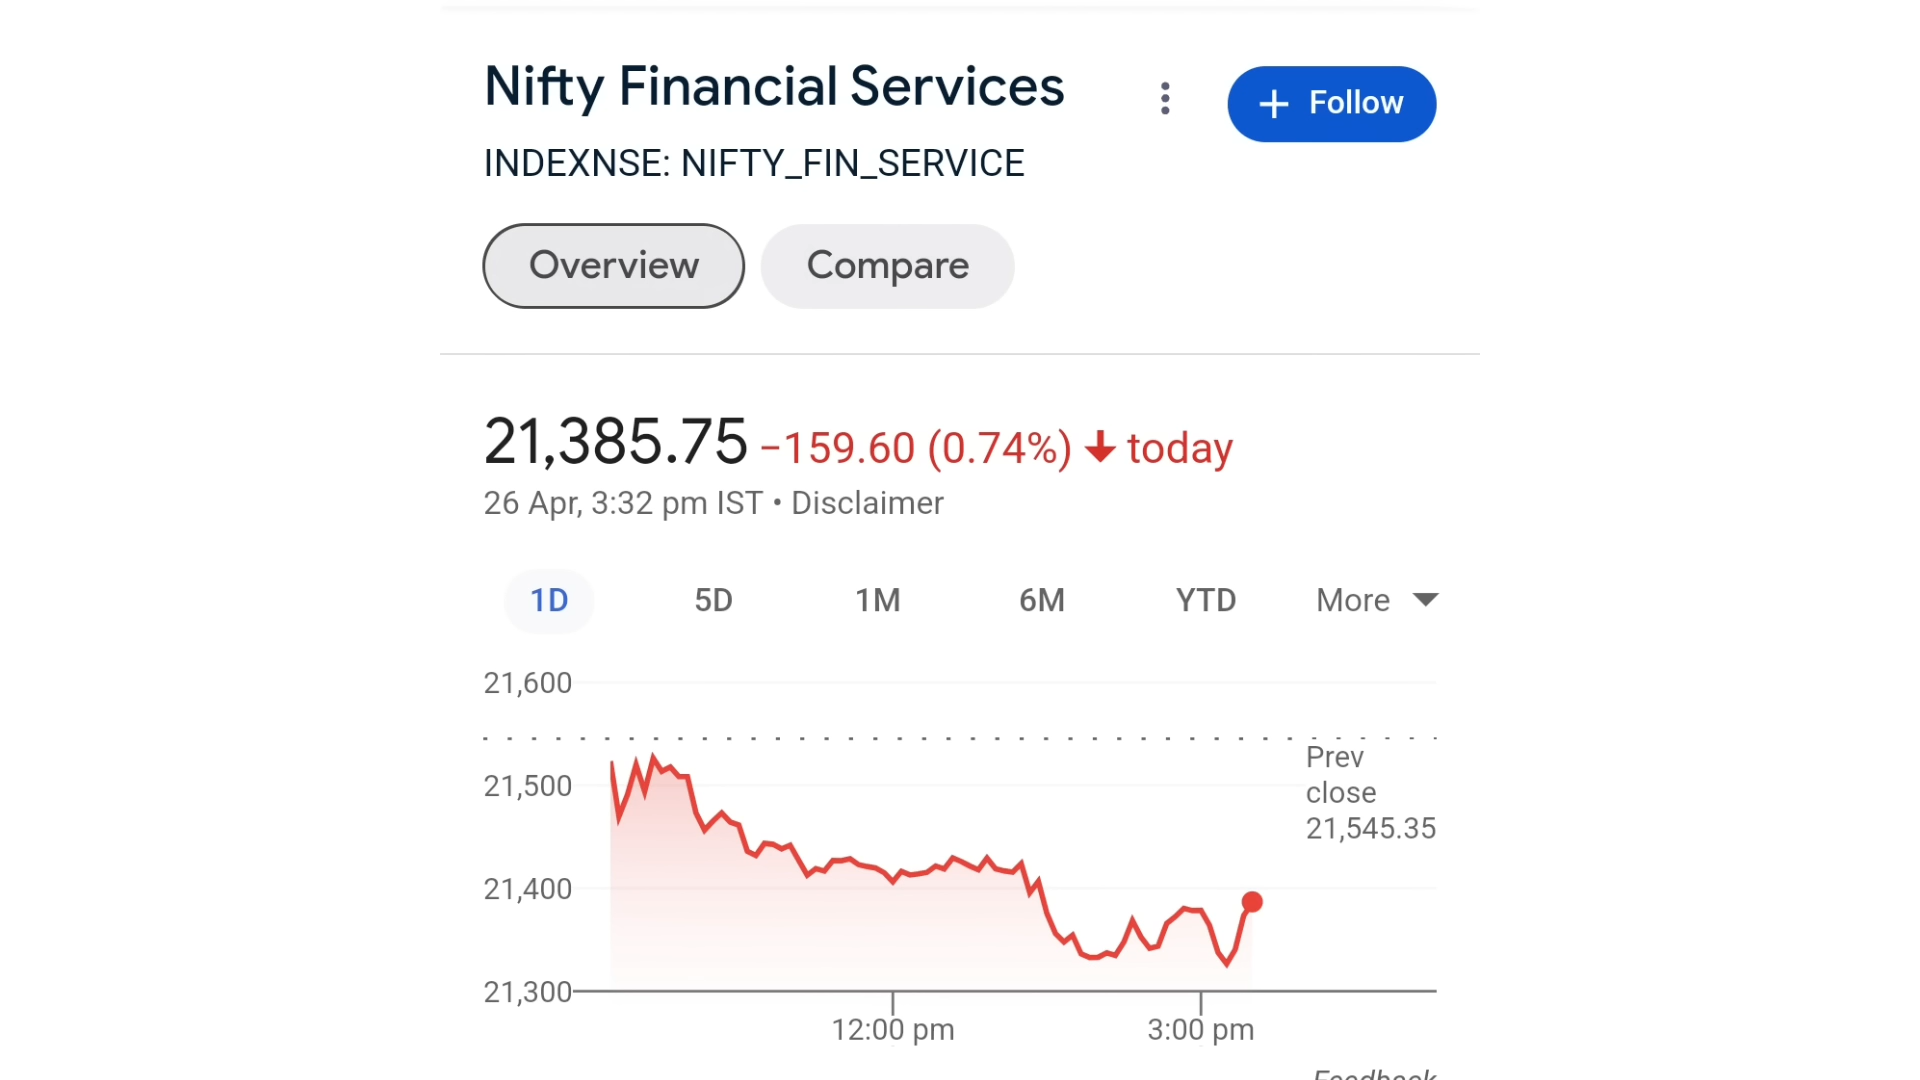 Nifty Financial Services
+ Follow
INDEXNSE: NIFTY_FIN_SERVICE
Overview
Compare
21,385.75 −159.60 (0.74%) ↓ today
26 Apr, 3:32 pm IST • Disclaimer
1D 5D 1M 6M YTD More
21,600
21,500
21,400
21,300
Prev
close
21,545.35
12:00 pm
3:00 pm
Feedback